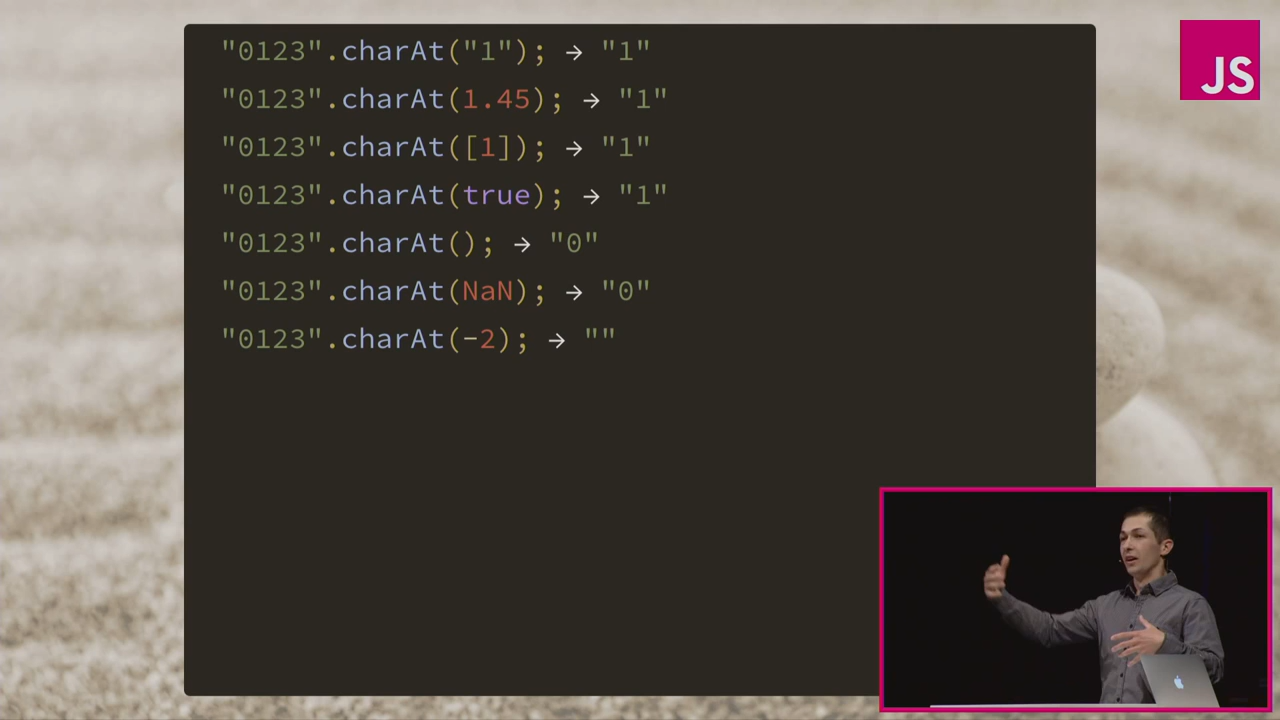 "0123".charAt("1"); → "1"
"0123".charAt(1.45); → "1"
"0123".charAt([1]); → "1"
"0123".charAt(true); → "1"
"0123".charAt(); → "0"
"0123".charAt(NaN); → "0"
"0123".charAt(-2); → ""
JS